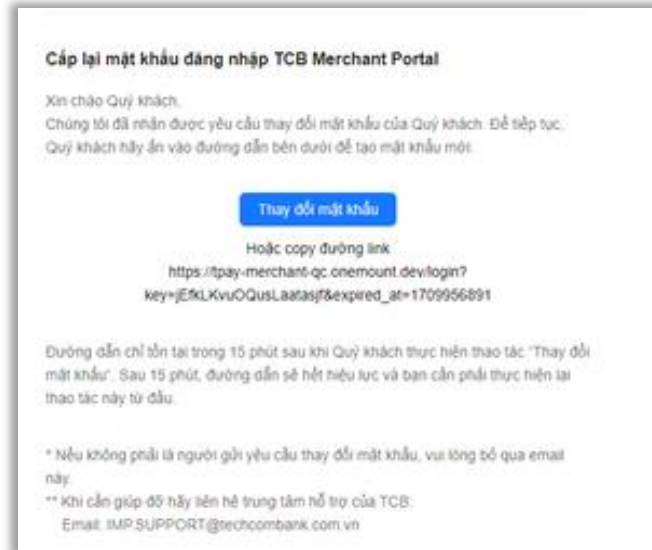 Cấp lại mật khẩu đăng nhập TCB Merchant Portal
Xin chào Quý khách,
Chúng tôi đã nhận được yêu cầu thay đổi mật khẩu của Quý khách. Để tiếp tục,
Quý khách hãy ấn vào đường dẫn bên dưới để tạo mật khẩu mới:
Thay đổi mật khẩu
Hoặc copy đường link
https://tpay-merchant-qc.onemount.dev/login?
key=jEfkLKvuOQusLaatasjf&expired_at=1709956891
Đường dẫn chỉ tồn tại trong 15 phút sau khi Quý khách thực hiện thao tác “Thay đổi
mật khẩu”. Sau 15 phút, đường dẫn sẽ hết hiệu lực và bạn cần phải thực hiện lại
thao tác này từ đầu.
* Nếu không phải là người gửi yêu cầu thay đổi mật khẩu, vui lòng bỏ qua email
này.
** Khi cần giúp đỡ hãy liên hệ trung tâm hỗ trợ của TCB:
Email: IMP.SUPPORT@techcombank.com.vn